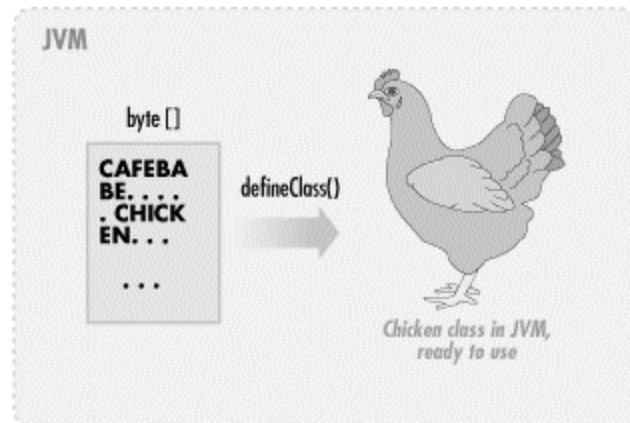 JVM
byte []
CAFEBA
BE. . . .
. CHICK
EN. . .
. . .
defineClass()
Chicken class in JVM,
ready to use